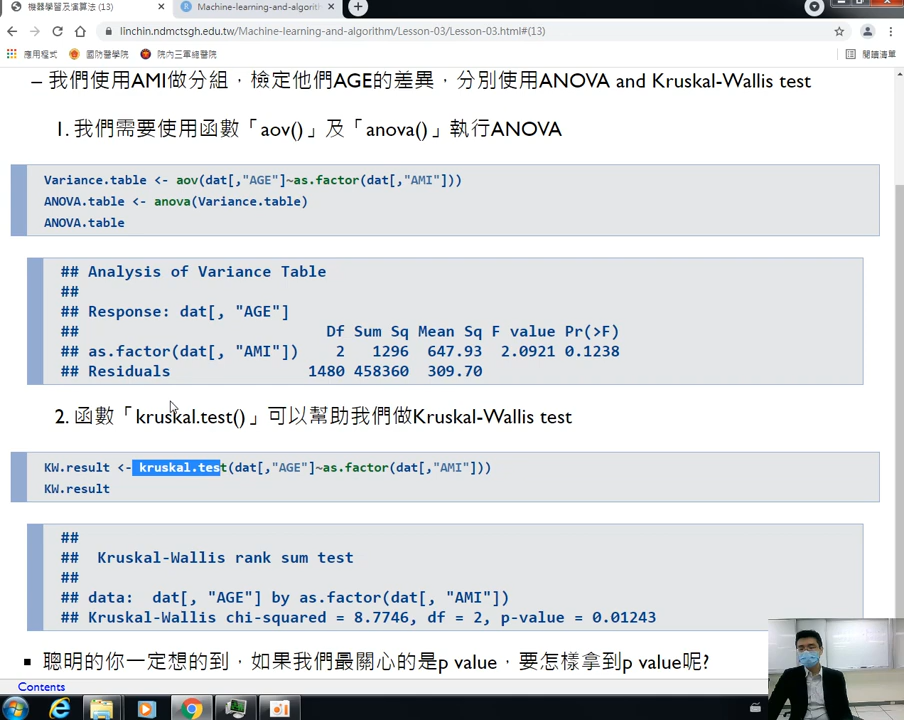 機器學習及演算法 (13)
Machine-learning-and-algorith
linchin.ndmctsgh.edu.tw/Machine-learning-and-algorithm/Lesson-03/Lesson-03.html#(13)
應用程式 國防醫學院 院內三軍總醫院 閱讀清單
– 我們使用AMI做分組，檢定他們AGE的差異，分別使用ANOVA and Kruskal-Wallis test
1. 我們需要使用函數「aov()」及「anova()」執行ANOVA
Variance.table <- aov(dat[,"AGE"]~as.factor(dat[,"AMI"]))
ANOVA.table <- anova(Variance.table)
ANOVA.table
## Analysis of Variance Table
##
## Response: dat[, "AGE"]
## Df Sum Sq Mean Sq F value Pr(>F)
## as.factor(dat[, "AMI"]) 2 1296 647.93 2.0921 0.1238
## Residuals 1480 458360 309.70
2. 函數「kruskal.test()」可以幫助我們做Kruskal-Wallis test
KW.result <- kruskal.test(dat[,"AGE"]~as.factor(dat[,"AMI"]))
KW.result
##
## Kruskal-Wallis rank sum test
##
## data: dat[, "AGE"] by as.factor(dat[, "AMI"])
## Kruskal-Wallis chi-squared = 8.7746, df = 2, p-value = 0.01243
▪ 聰明的你一定想的到，如果我們最關心的是p value，要怎樣拿到p value呢?
Contents